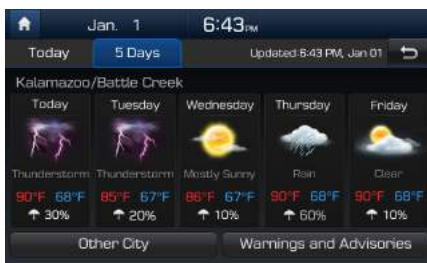 Jan. 1 6:43PM
Today 5 Days Updated 6:43 PM, Jan 01
Kalamazoo/Battle Creek
Today Tuesday Wednesday Thursday Friday
Thunderstorm Thunderstorm Mostly Sunny Rain Clear
90°F 68°F 85°F 67°F 86°F 67°F 90°F 68°F 90°F 68°F
30% 20% 10% 60% 10%
Other City Warnings and Advisories